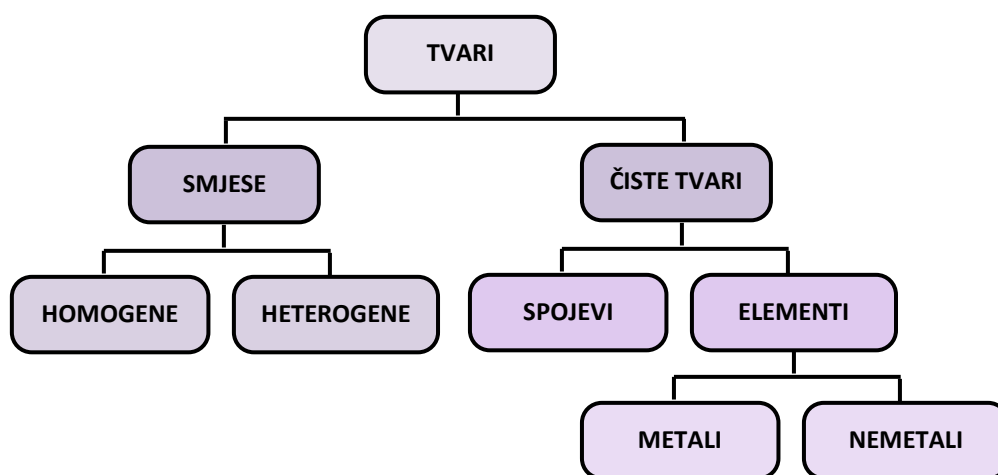 TVARI
SMJESE
ČISTE TVARI
HOMOGENE
HETEROGENE
SPOJEVI
ELEMENTI
METALI
NEMETALI